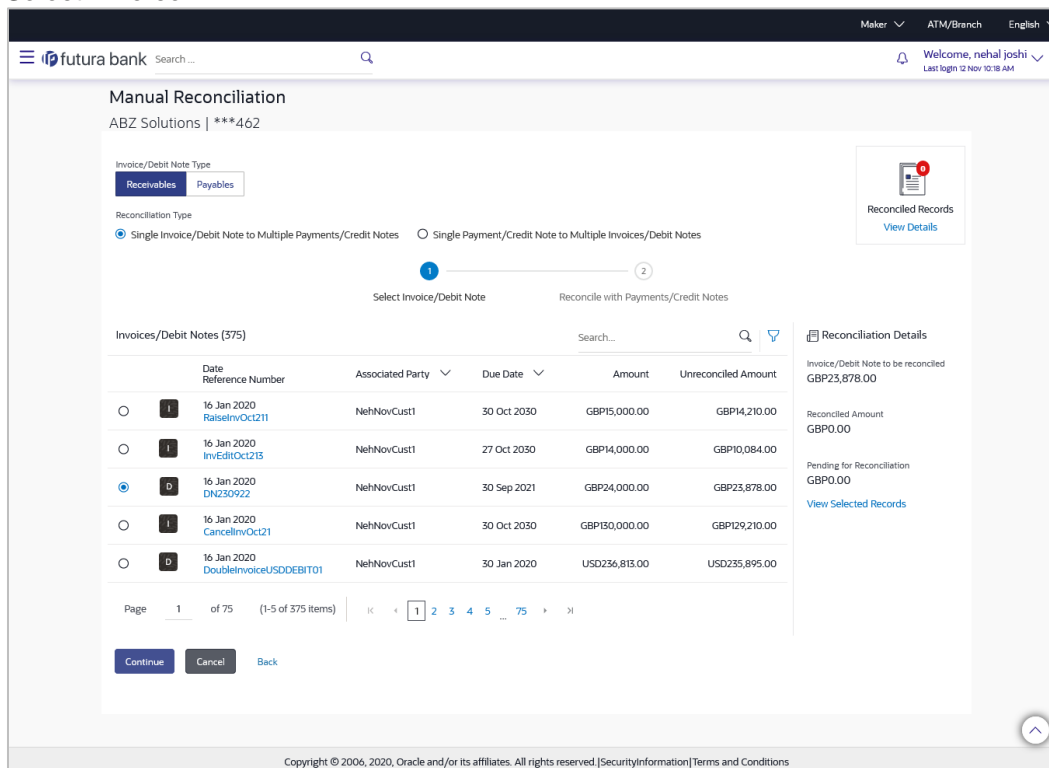 Maker ATM/Branch English
futura bank Search ... Welcome, nehal joshi
Last login 12 Nov 10:18 AM
Manual Reconciliation
ABZ Solutions | ***462
Invoice/Debit Note Type
Receivables Payables
0
Reconciled Records
View Details
Reconciliation Type
Single Invoice/Debit Note to Multiple Payments/Credit Notes Single Payment/Credit Note to Multiple Invoices/Debit Notes
1 2
Select Invoice/Debit Note Reconcile with Payments/Credit Notes
Invoices/Debit Notes (375) Search...
Date
Reference Number Associated Party Due Date Amount Unreconciled Amount
I 16 Jan 2020
RaiseInvOct211 NehNovCust1 30 Oct 2030 GBP15,000.00 GBP14,210.00
I 16 Jan 2020
InvEditOct213 NehNovCust1 27 Oct 2030 GBP14,000.00 GBP10,084.00
D 16 Jan 2020
DN230922 NehNovCust1 30 Sep 2021 GBP24,000.00 GBP23,878.00
I 16 Jan 2020
CancelInvOct21 NehNovCust1 30 Oct 2030 GBP130,000.00 GBP129,210.00
D 16 Jan 2020
DoubleInvoiceUSDDEBIT01 NehNovCust1 30 Jan 2020 USD236,813.00 USD235,895.00
Page 1 of 75 (1-5 of 375 items) 1 2 3 4 5 ... 75
Reconciliation Details
Invoice/Debit Note to be reconciled
GBP23,878.00
Reconciled Amount
GBP0.00
Pending for Reconciliation
GBP0.00
View Selected Records
Continue Cancel Back
Copyright © 2006, 2020, Oracle and/or its affiliates. All rights reserved.|SecurityInformation|Terms and Conditions